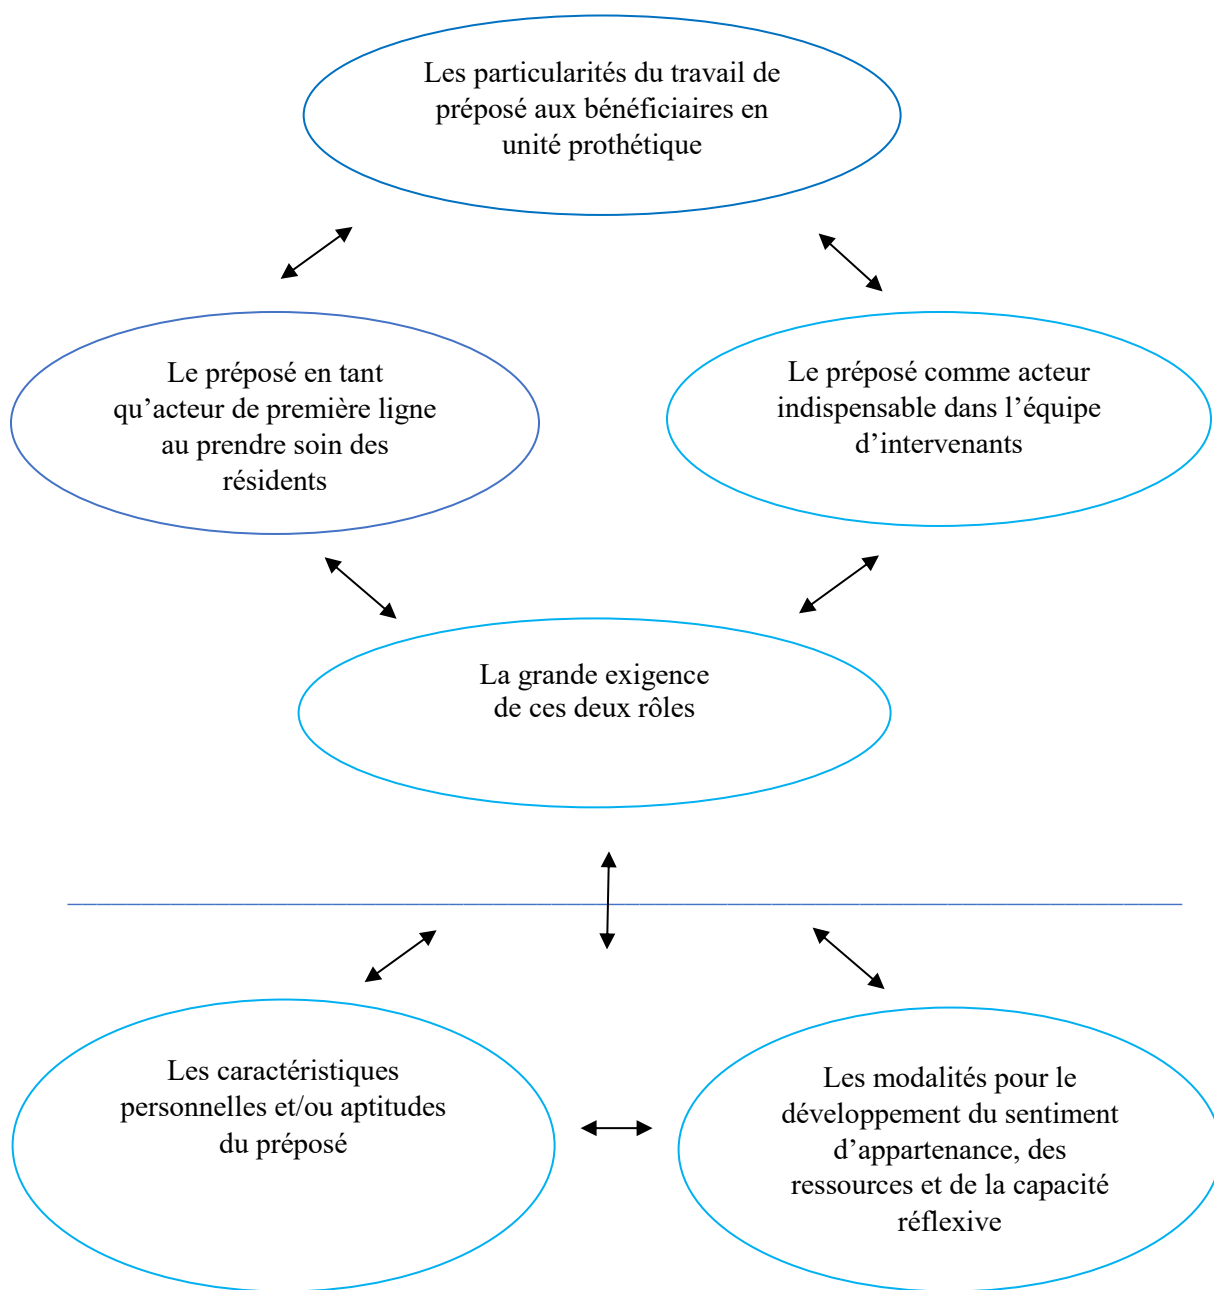 Les particularités du travail de
préposé aux bénéficiaires en
unité prothétique
Le préposé en tant
qu’acteur de première ligne
au prendre soin des
résidents
Le préposé comme acteur
indispensable dans l’équipe
d’intervenants
La grande exigence
de ces deux rôles
Les caractéristiques
personnelles et/ou aptitudes
du préposé
Les modalités pour le
développement du sentiment
d’appartenance, des
ressources et de la capacité
réflexive